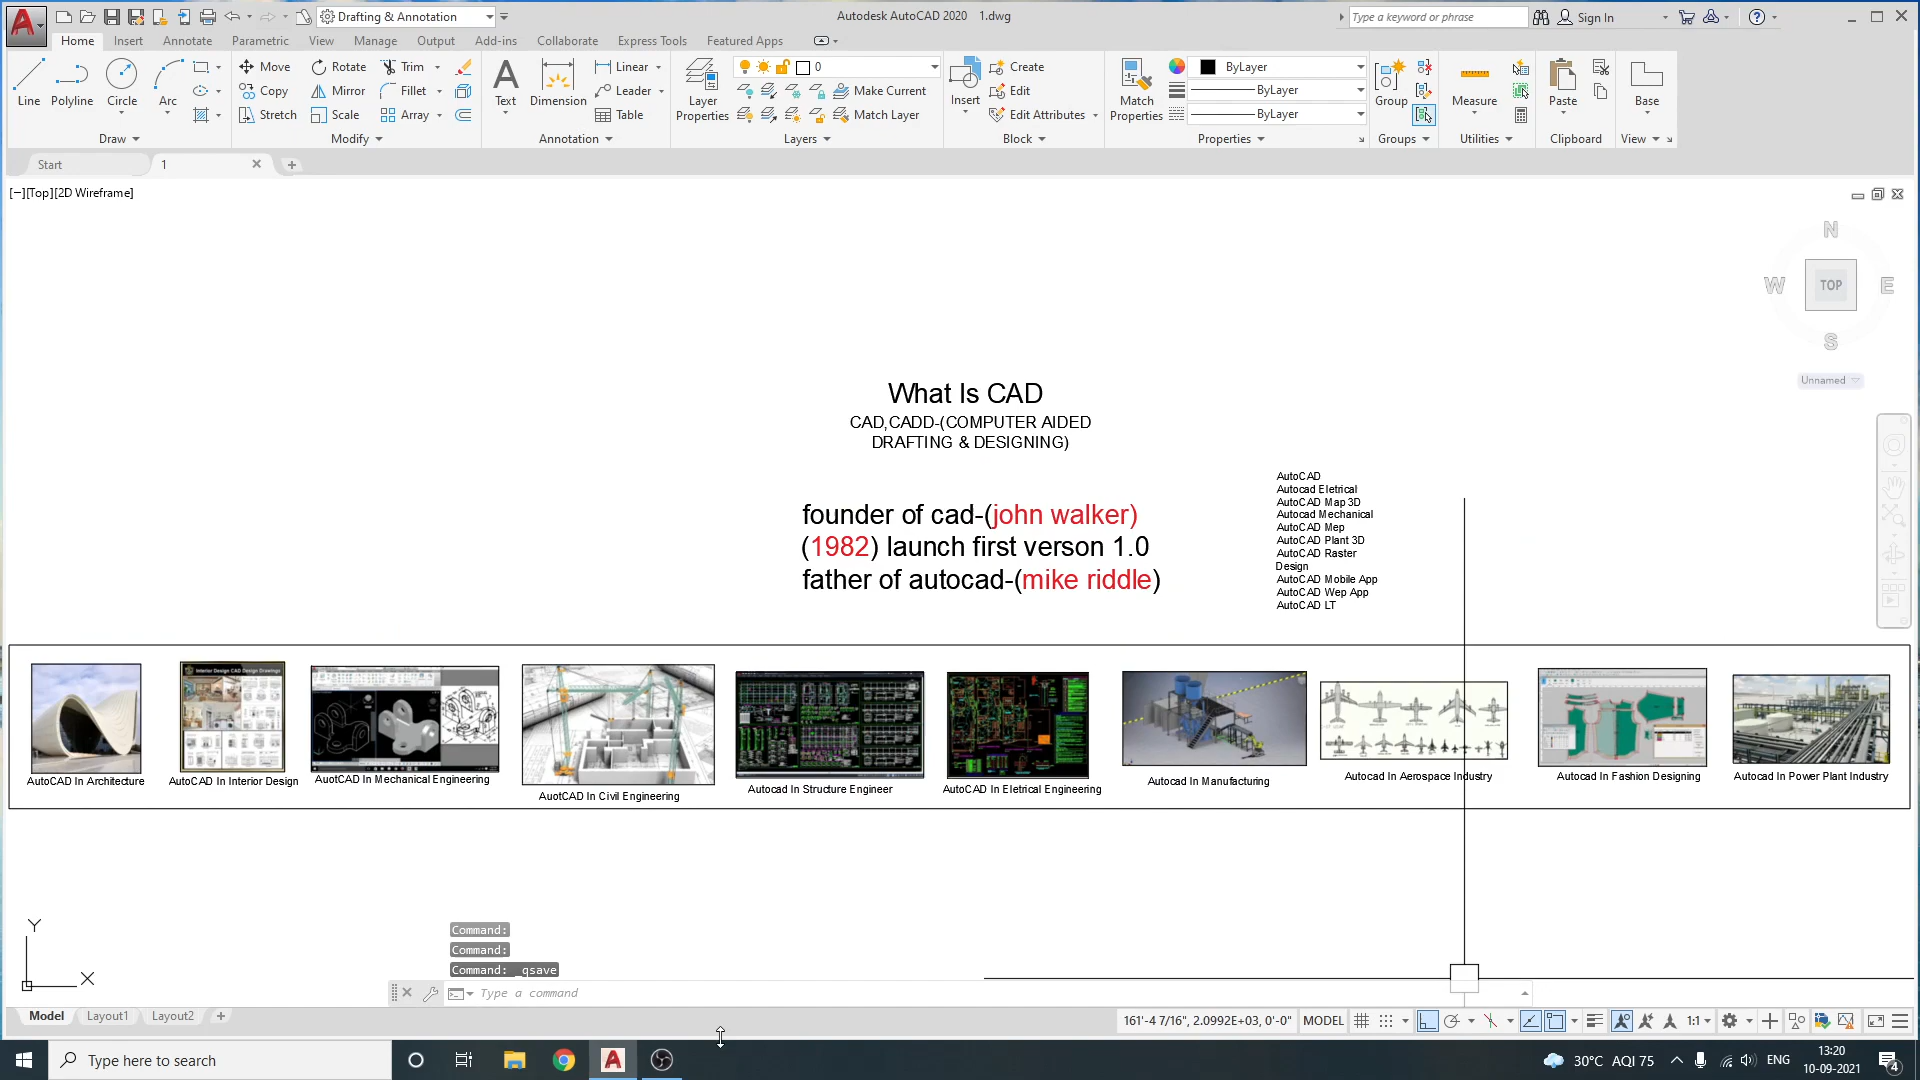 Drafting & Annotation
Autodesk AutoCAD 2020 1.dwg
Type a keyword or phrase
Sign In
Home Insert Annotate Parametric View Manage Output Add-ins Collaborate Express Tools Featured Apps
Line Polyline Circle Arc
Move Rotate Trim
Copy Mirror Fillet
Stretch Scale Array
Text Dimension
Linear
Leader
Table
Layer Properties
0
Make Current
Match Layer
Insert
Create
Edit
Edit Attributes
Match Properties
ByLayer
ByLayer
ByLayer
Group
Measure
Paste
Base
Draw Modify Annotation Layers Block Properties Groups Utilities Clipboard View
Start 1
[−][Top][2D Wireframe]
N
W TOP E
S
Unnamed
What Is CAD
CAD,CADD-(COMPUTER AIDED
DRAFTING & DESIGNING)
founder of cad-(john walker)
(1982) launch first verson 1.0
father of autocad-(mike riddle)
AutoCAD
Autocad Eletrical
AutoCAD Map 3D
Autocad Mechanical
AutoCAD Mep
AutoCAD Plant 3D
AutoCAD Raster
Design
AutoCAD Mobile App
AutoCAD Wep App
AutoCAD LT
Interior Design CAD Design Drawings
AutoCAD In Architecture
AutoCAD In Interior Design
AuotCAD In Mechanical Engineering
AuotCAD In Civil Engineering
Autocad In Structure Engineer
AutoCAD In Eletrical Engineering
Autocad In Manufacturing
Autocad In Aerospace Industry
Autocad In Fashion Designing
Autocad In Power Plant Industry
Y
X
Command:
Command:
Command: _qsave
Type a command
Model Layout1 Layout2
161'-4 7/16", 2.0992E+03, 0'-0" MODEL 1:1
Type here to search
30°C AQI 75 ENG
13:20
10-09-2021
4